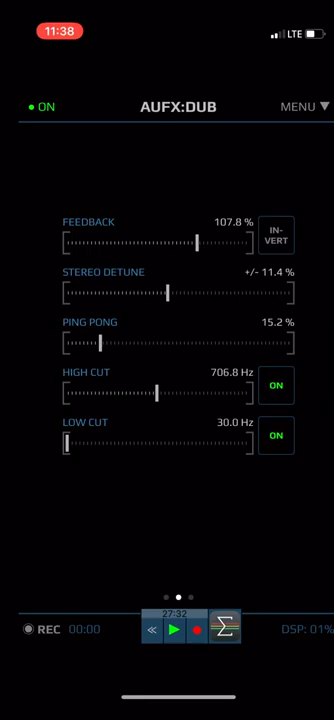 11:38
LTE
ON
AUFX:DUB
MENU ▼
FEEDBACK
107.8 %
IN-
VERT
STEREO DETUNE
+/- 11.4 %
PING PONG
15.2 %
HIGH CUT
706.8 Hz
ON
LOW CUT
30.0 Hz
ON
27:32
REC 00:00
Σ
DSP: 01%